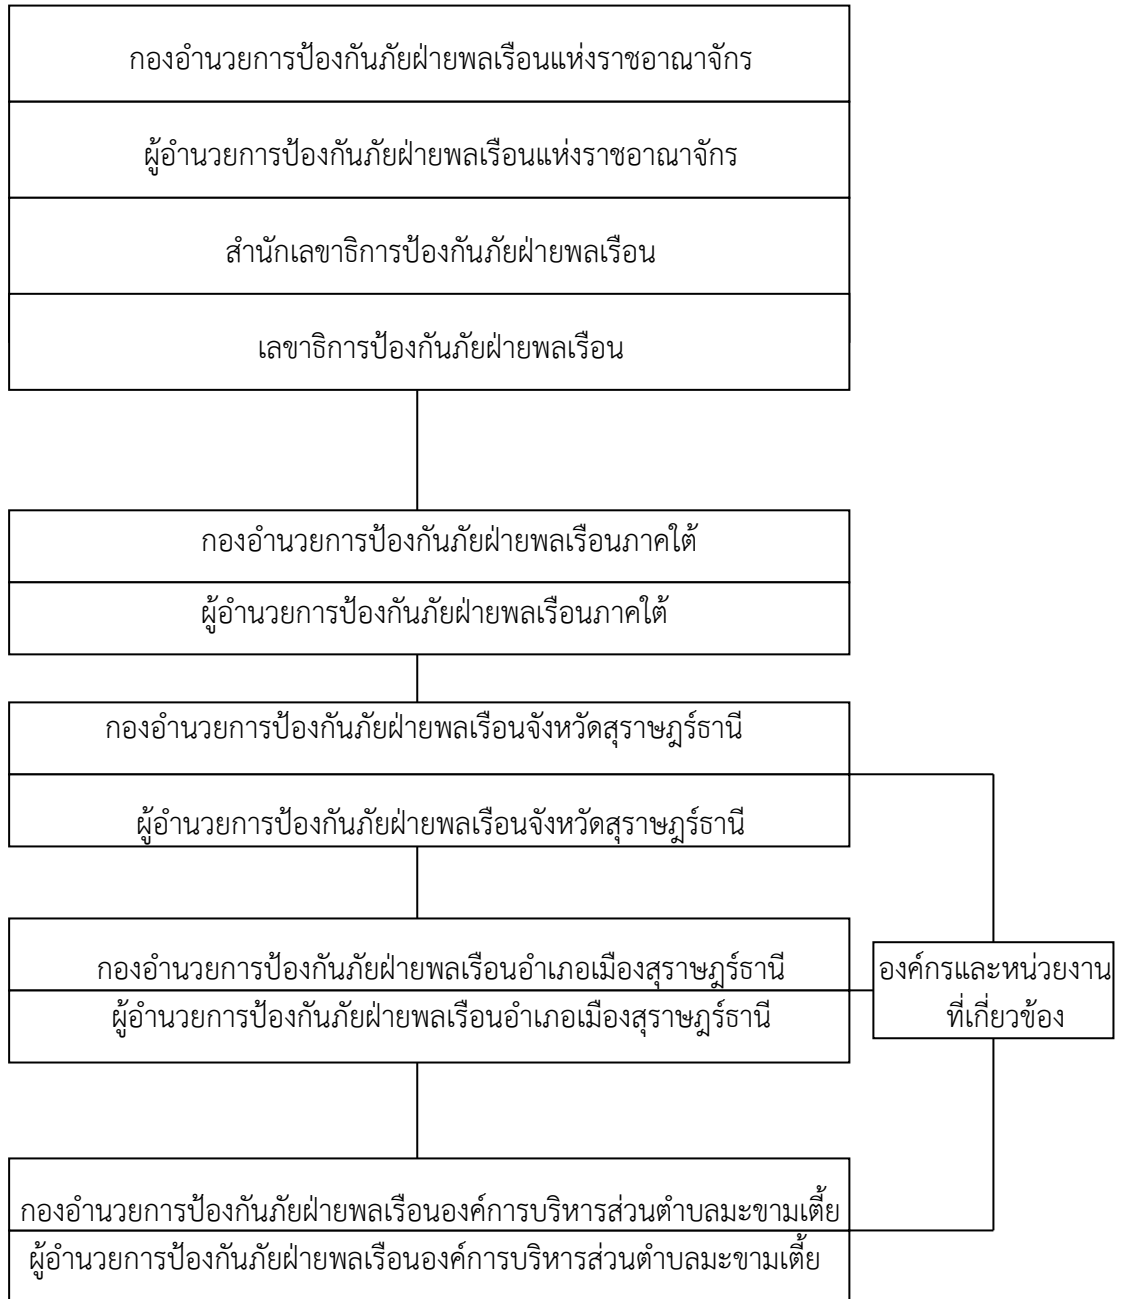 กองอำนวยการป้องกันภัยฝ่ายพลเรือนแห่งราชอาณาจักร
ผู้อำนวยการป้องกันภัยฝ่ายพลเรือนแห่งราชอาณาจักร
สำนักเลขาธิการป้องกันภัยฝ่ายพลเรือน
เลขาธิการป้องกันภัยฝ่ายพลเรือน
กองอำนวยการป้องกันภัยฝ่ายพลเรือนภาคใต้
ผู้อำนวยการป้องกันภัยฝ่ายพลเรือนภาคใต้
กองอำนวยการป้องกันภัยฝ่ายพลเรือนจังหวัดสุราษฎร์ธานี
ผู้อำนวยการป้องกันภัยฝ่ายพลเรือนจังหวัดสุราษฎร์ธานี
กองอำนวยการป้องกันภัยฝ่ายพลเรือนอำเภอเมืองสุราษฎร์ธานี
ผู้อำนวยการป้องกันภัยฝ่ายพลเรือนอำเภอเมืองสุราษฎร์ธานี
องค์กรและหน่วยงาน
ที่เกี่ยวข้อง
กองอำนวยการป้องกันภัยฝ่ายพลเรือนองค์การบริหารส่วนตำบลมะขามเตี้ย
ผู้อำนวยการป้องกันภัยฝ่ายพลเรือนองค์การบริหารส่วนตำบลมะขามเตี้ย